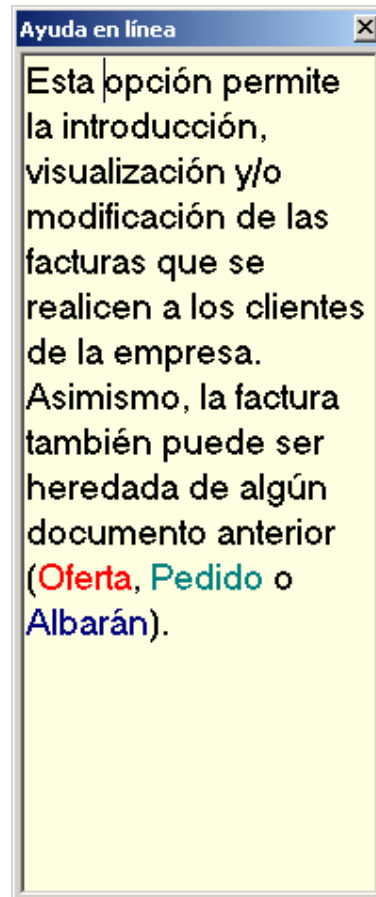 Ayuda en línea
Esta opción permite
la introducción,
visualización y/o
modificación de las
facturas que se
realicen a los clientes
de la empresa.
Asimismo, la factura
también puede ser
heredada de algún
documento anterior
(Oferta, Pedido o
Albarán).